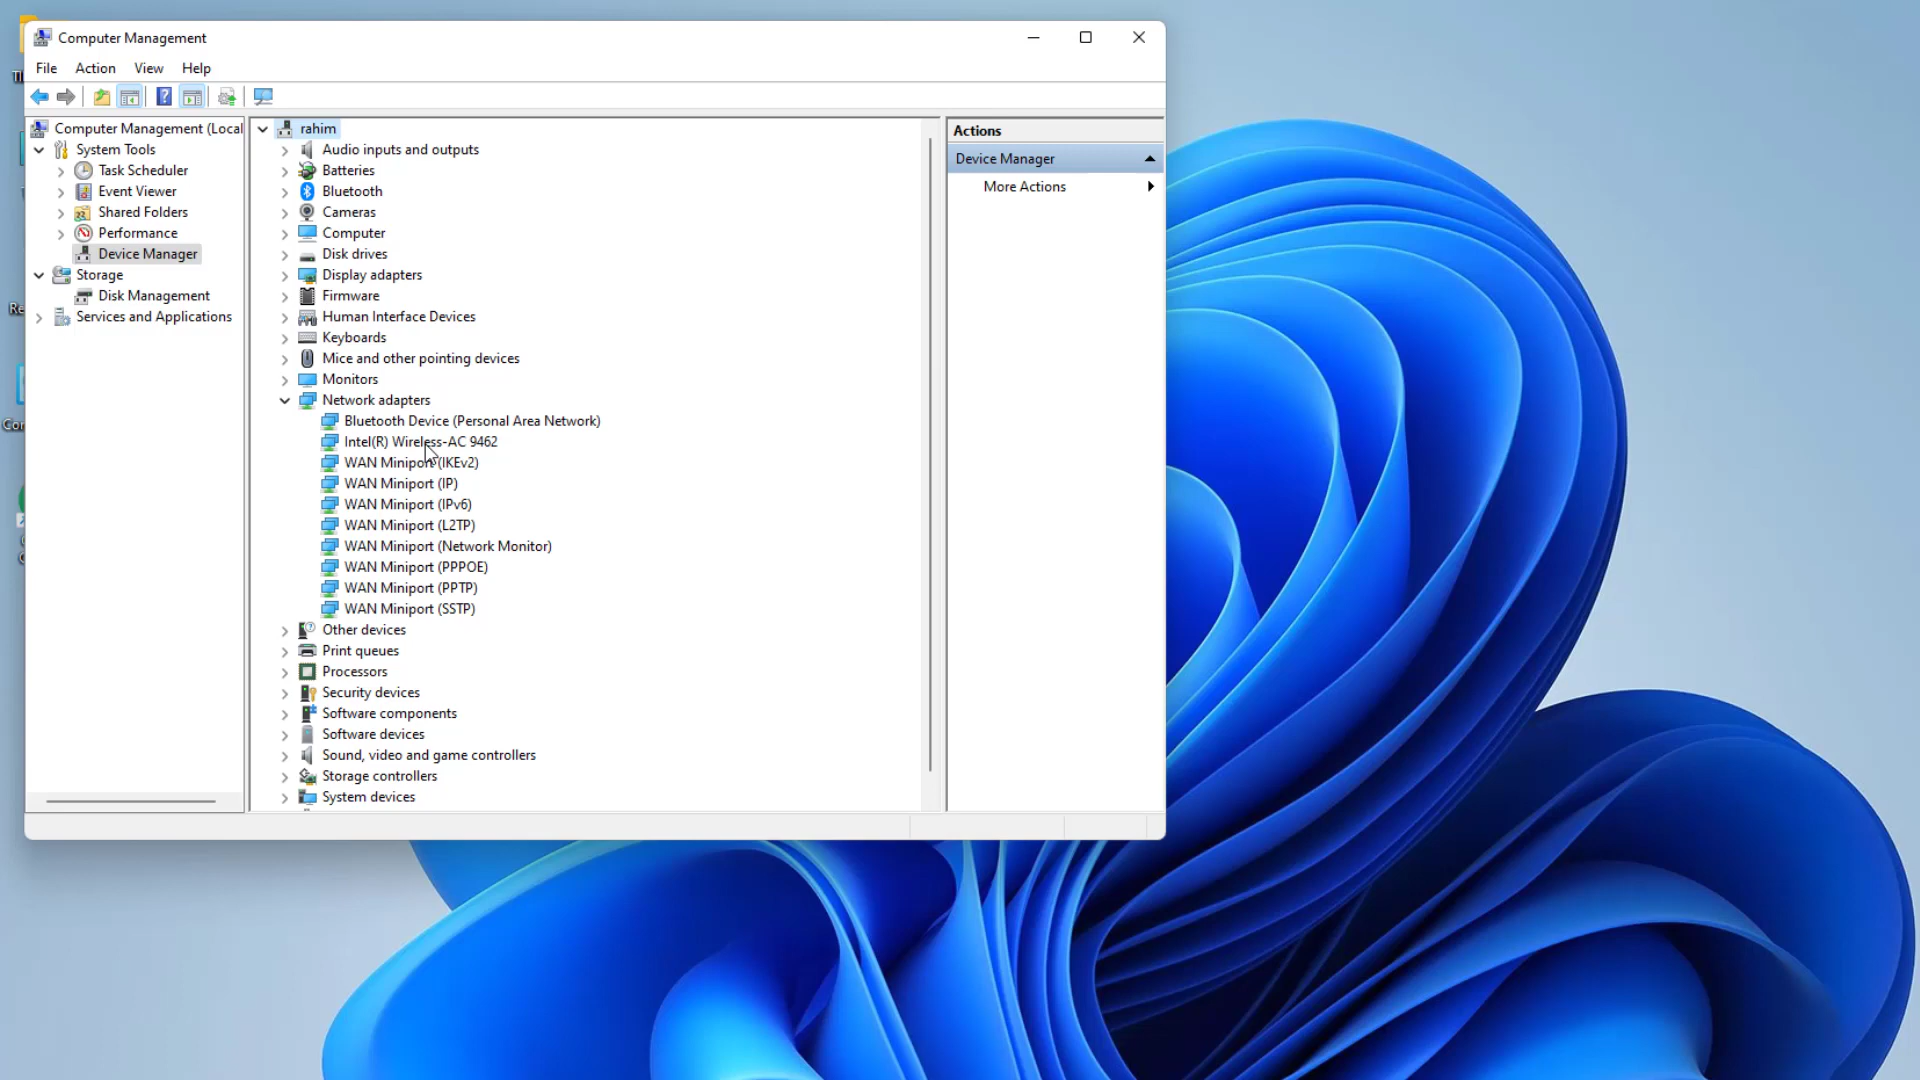 Computer Management
File Action View Help
Computer Management (Local
System Tools
Task Scheduler
Event Viewer
Shared Folders
Performance
Device Manager
Storage
Disk Management
Services and Applications
rahim
Audio inputs and outputs
Batteries
Bluetooth
Cameras
Computer
Disk drives
Display adapters
Firmware
Human Interface Devices
Keyboards
Mice and other pointing devices
Monitors
Network adapters
Bluetooth Device (Personal Area Network)
Intel(R) Wireless-AC 9462
WAN Miniport (IKEv2)
WAN Miniport (IP)
WAN Miniport (IPv6)
WAN Miniport (L2TP)
WAN Miniport (Network Monitor)
WAN Miniport (PPPOE)
WAN Miniport (PPTP)
WAN Miniport (SSTP)
Other devices
Print queues
Processors
Security devices
Software components
Software devices
Sound, video and game controllers
Storage controllers
System devices
Actions
Device Manager
More Actions